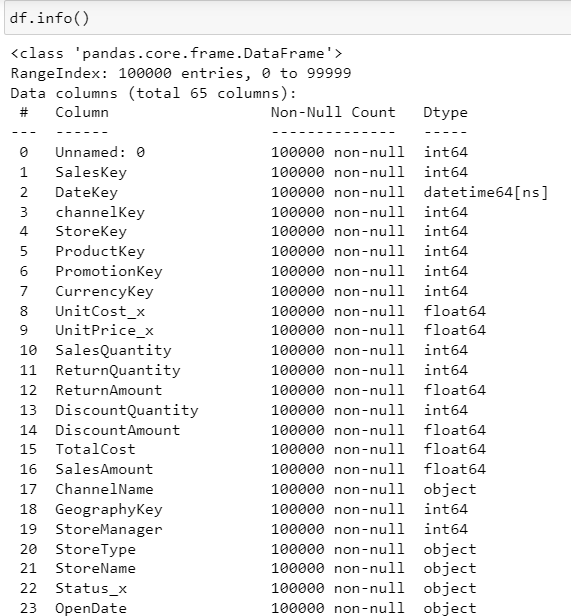 df.info()
<class 'pandas.core.frame.DataFrame'>
RangeIndex: 100000 entries, 0 to 99999
Data columns (total 65 columns):
 #   Column                  Non-Null Count   Dtype
---  ------                  --------------   -----
 0   Unnamed: 0              100000 non-null  int64
 1   SalesKey                100000 non-null  int64
 2   DateKey                 100000 non-null  datetime64[ns]
 3   channelKey              100000 non-null  int64
 4   StoreKey                100000 non-null  int64
 5   ProductKey              100000 non-null  int64
 6   PromotionKey            100000 non-null  int64
 7   CurrencyKey             100000 non-null  int64
 8   UnitCost_x              100000 non-null  float64
 9   UnitPrice_x             100000 non-null  float64
 10  SalesQuantity           100000 non-null  int64
 11  ReturnQuantity          100000 non-null  int64
 12  ReturnAmount            100000 non-null  float64
 13  DiscountQuantity        100000 non-null  int64
 14  DiscountAmount          100000 non-null  float64
 15  TotalCost               100000 non-null  float64
 16  SalesAmount             100000 non-null  float64
 17  ChannelName             100000 non-null  object
 18  GeographyKey            100000 non-null  int64
 19  StoreManager            100000 non-null  int64
 20  StoreType               100000 non-null  object
 21  StoreName               100000 non-null  object
 22  Status_x                100000 non-null  object
 23  OpenDate                100000 non-null  object